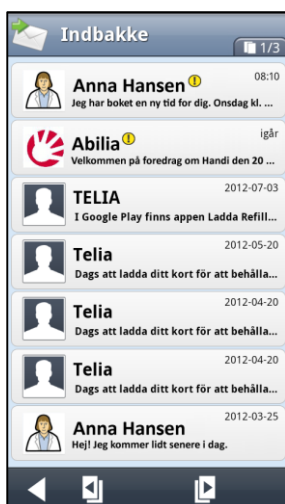 Indbakke
1/3
Anna Hansen 08:10
Jeg har boket en ny tid for dig. Onsdag kl. ...
Abilia igår
Velkommen på foredrag om Handi den 20 ...
TELIA 2012-07-03
I Google Play finns appen Ladda Refill...
Telia 2012-05-20
Dags att ladda ditt kort för att behålla...
Telia 2012-04-20
Dags att ladda ditt kort för att behålla...
Telia 2012-04-20
Dags att ladda ditt kort för att behålla...
Anna Hansen 2012-03-25
Hej! Jeg kommer lidt senere i dag.